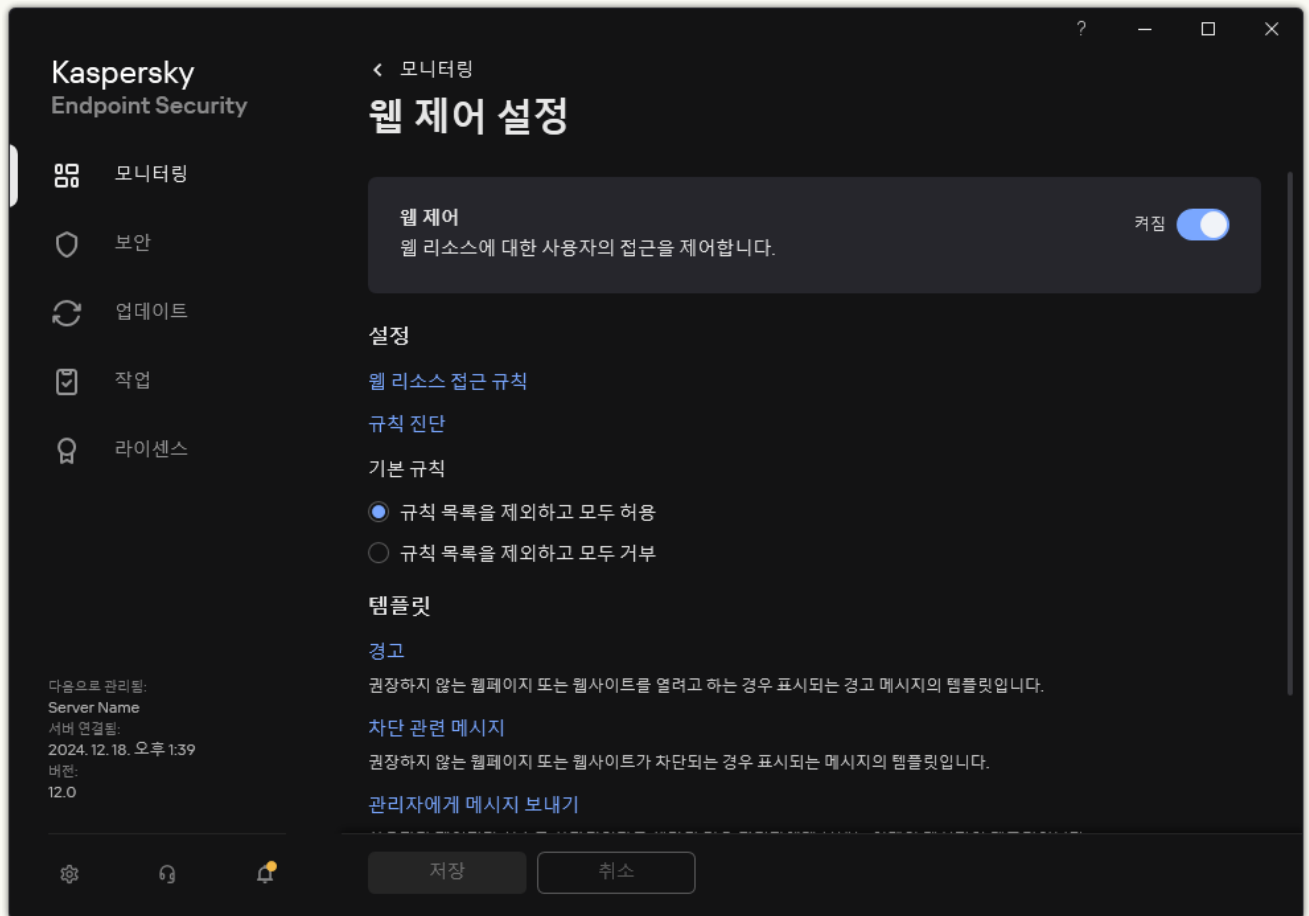 ?
Kaspersky
Endpoint Security
모니터링
보안
업데이트
작업
라이센스
다음으로 관리됨:
Server Name
서버 연결됨:
2024. 12. 18. 오후 1:39
버전:
12.0
모니터링
웹 제어 설정
웹 제어
웹 리소스에 대한 사용자의 접근을 제어합니다.
켜짐
설정
웹 리소스 접근 규칙
규칙 진단
기본 규칙
규칙 목록을 제외하고 모두 허용
규칙 목록을 제외하고 모두 거부
템플릿
경고
권장하지 않는 웹페이지 또는 웹사이트를 열려고 하는 경우 표시되는 경고 메시지의 템플릿입니다.
차단 관련 메시지
권장하지 않는 웹페이지 또는 웹사이트가 차단되는 경우 표시되는 메시지의 템플릿입니다.
관리자에게 메시지 보내기
저장
취소